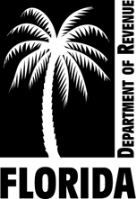 DEPARTMENT OF REVENUE
FLORIDA